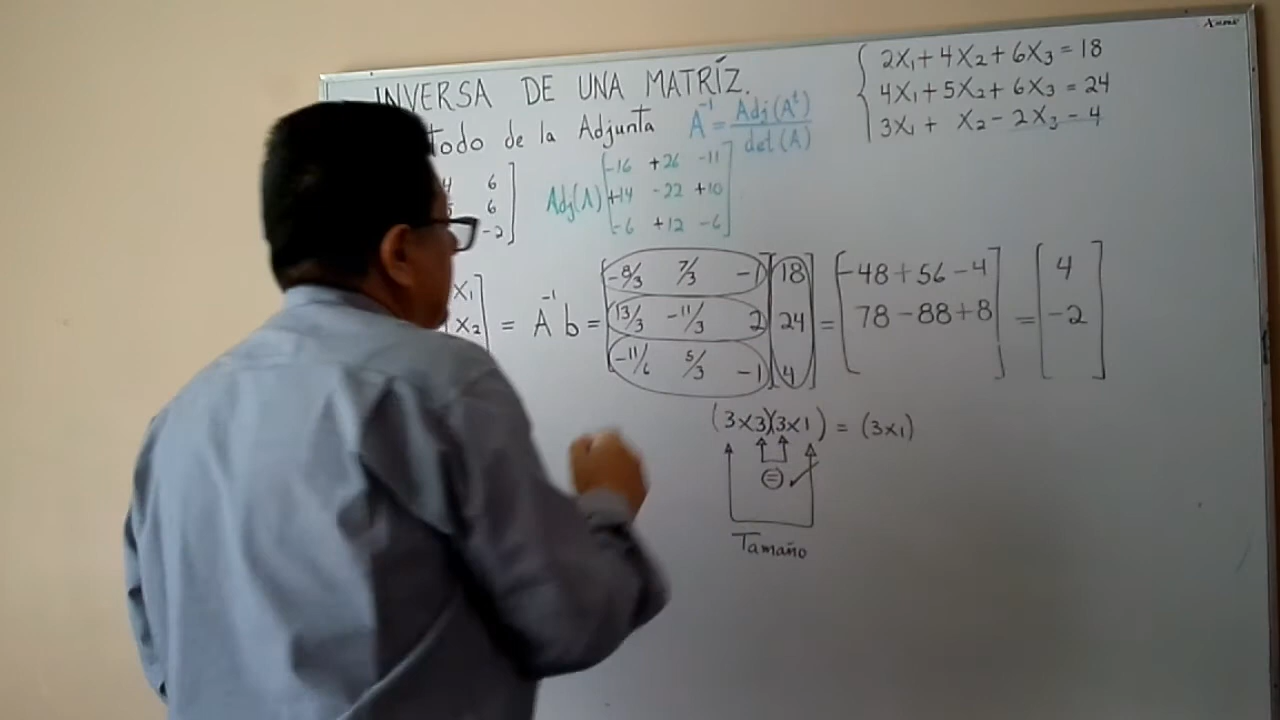 INVERSA DE UNA MATRÍZ.
todo de la Adjunta A⁻¹ = Adj(Aᵗ) / det(A)
2X₁ + 4X₂ + 6X₃ = 18
4X₁ + 5X₂ + 6X₃ = 24
3X₁ + X₂ - 2X₃ - 4
4 6
6
-2
Adj(A)
-16 +26 -11
+14 -22 +10
-6 +12 -6
X₁
X₂
= A⁻¹ b =
-8/3 7/3 -1
13/3 -11/3 2
-11/6 5/3 -1
18
24
4
=
-48 + 56 - 4
78 - 88 + 8
=
4
-2
(3x3)(3x1) = (3x1)
=
Tamaño